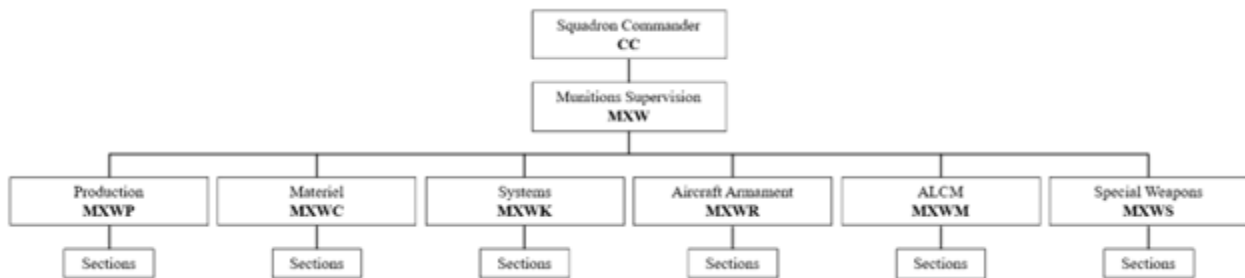 Squadron Commander
CC
Munitions Supervision
MXW
Production
MXWP
Materiel
MXWC
Systems
MXWK
Aircraft Armament
MXWR
ALCM
MXWM
Special Weapons
MXWS
Sections
Sections
Sections
Sections
Sections
Sections